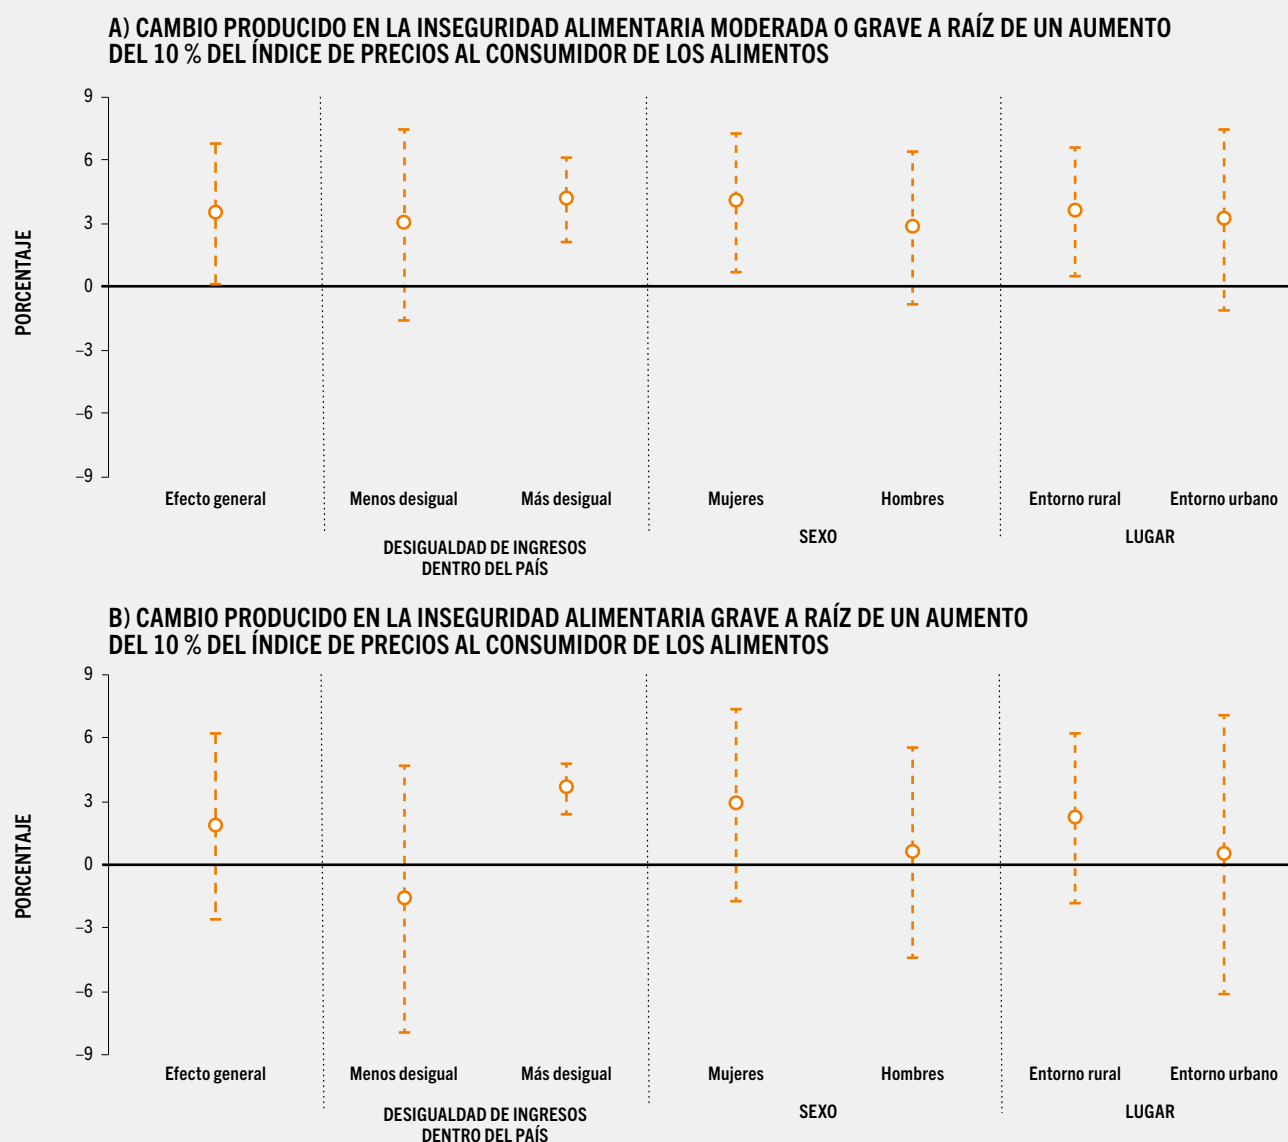 A) CAMBIO PRODUCIDO EN LA INSEGURIDAD ALIMENTARIA MODERADA O GRAVE A RAÍZ DE UN AUMENTO
DEL 10 % DEL ÍNDICE DE PRECIOS AL CONSUMIDOR DE LOS ALIMENTOS
PORCENTAJE
9
6
3
0
–3
–6
–9
Efecto general
Menos desigual
Más desigual
Mujeres
Hombres
Entorno rural
Entorno urbano
DESIGUALDAD DE INGRESOS
DENTRO DEL PAÍS
SEXO
LUGAR
B) CAMBIO PRODUCIDO EN LA INSEGURIDAD ALIMENTARIA GRAVE A RAÍZ DE UN AUMENTO
DEL 10 % DEL ÍNDICE DE PRECIOS AL CONSUMIDOR DE LOS ALIMENTOS
PORCENTAJE
9
6
3
0
–3
–6
–9
Efecto general
Menos desigual
Más desigual
Mujeres
Hombres
Entorno rural
Entorno urbano
DESIGUALDAD DE INGRESOS
DENTRO DEL PAÍS
SEXO
LUGAR